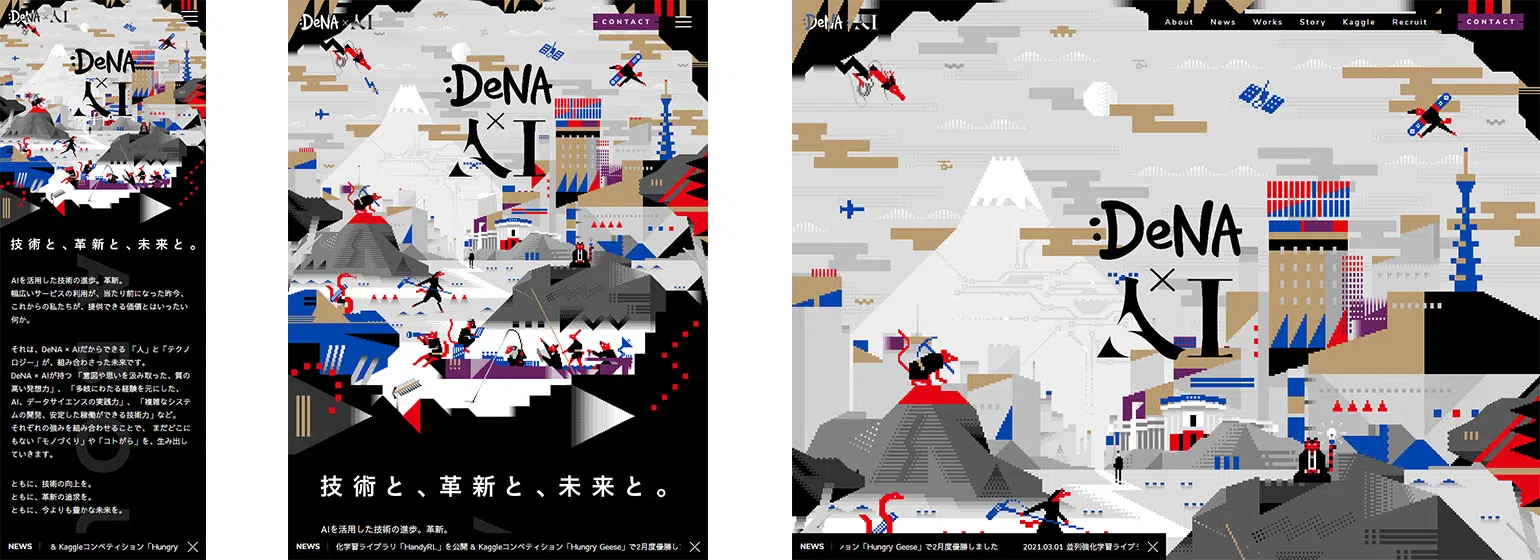 :DeNA × AI
:DeNA
×
AI
技術と、革新と、未来と。
AIを活用した技術の進歩。革新。
幅広いサービスの利用が、当たり前になった昨今、
これからの私たちが、提供できる価値とはいったい
何か。
それは、DeNA × AIだからできる「人」と「テクノ
ロジー」が、組み合わさった未来です。
DeNA × AIが持つ「意図や思いを汲み取った、質の
高い発想力」、「多岐にわたる経験を元にした、
AI、データサイエンスの実践力」、「複雑なシステ
ムの開発、安定した稼働ができる技術力」など。
それぞれの強みを組み合わせることで、まだどこに
もない「モノづくり」や「コトがら」を、生み出し
ていきます。
ともに、技術の向上を。
ともに、革新の追求を。
ともに、今よりも豊かな未来を。
NEWS & Kaggleコンペティション「Hungry
:DeNA × AI
CONTACT
:DeNA
×
AI
技術と、革新と、未来と。
AIを活用した技術の進歩。革新。
NEWS 化学習ライブラリ「HandyRL」を公開 & Kaggleコンペティション「Hungry Geese」で2月度優勝し
:DeNA × AI
About News Works Story Kaggle Recruit CONTACT
:DeNA
×
AI
NEWS ョン「Hungry Geese」で2月度優勝しました 2021.03.01 並列強化学習ライブラ